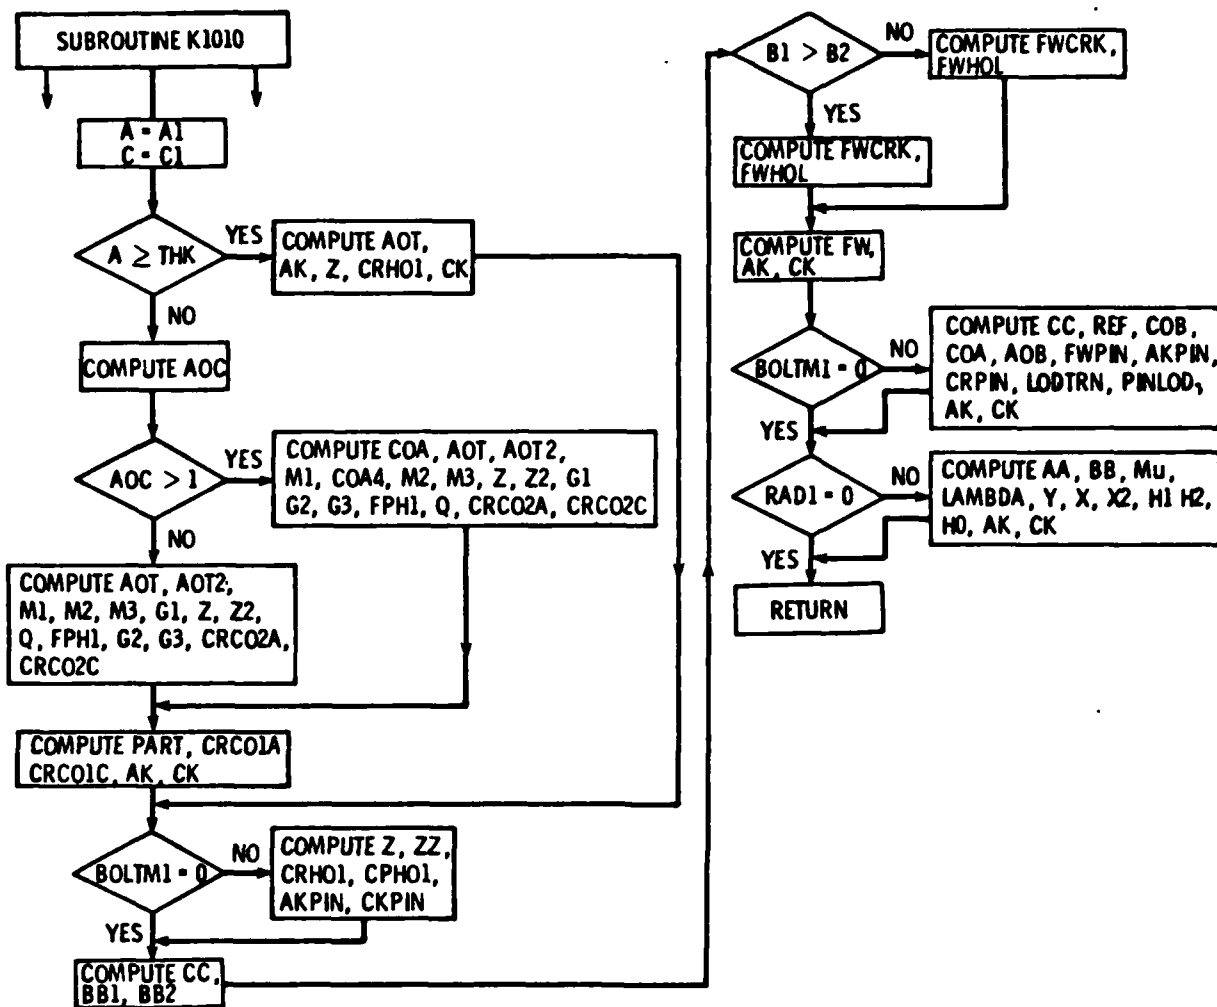 SUBROUTINE K1010
A = A1
C = C1
A ≥ THK
YES
COMPUTE AOT,
AK, Z, CRHO1, CK
NO
COMPUTE AOC
AOC > 1
YES
COMPUTE COA, AOT, AOT2,
M1, COA4, M2, M3, Z, Z2, G1
G2, G3, FPH1, Q, CRCO2A, CRCO2C
NO
COMPUTE AOT, AOT2,
M1, M2, M3, G1, Z, Z2,
Q, FPH1, G2, G3, CRCO2A,
CRCO2C
COMPUTE PART, CRCO1A
CRCO1C, AK, CK
BOLTM1 = 0
NO
COMPUTE Z, ZZ,
CRHO1, CPHO1,
AKPIN, CKPIN
YES
COMPUTE CC,
BB1, BB2
B1 > B2
NO
COMPUTE FWCRK,
FWHOL
YES
COMPUTE FWCRK,
FWHOL
COMPUTE FW,
AK, CK
BOLTM1 = 0
NO
COMPUTE CC, REF, COB,
COA, AOB, FWPIN, AKPIN,
CRPIN, LODTRN, PINLOD,
AK, CK
YES
RAD1 = 0
NO
COMPUTE AA, BB, Mu,
LAMBDA, Y, X, X2, H1 H2,
H0, AK, CK
YES
RETURN